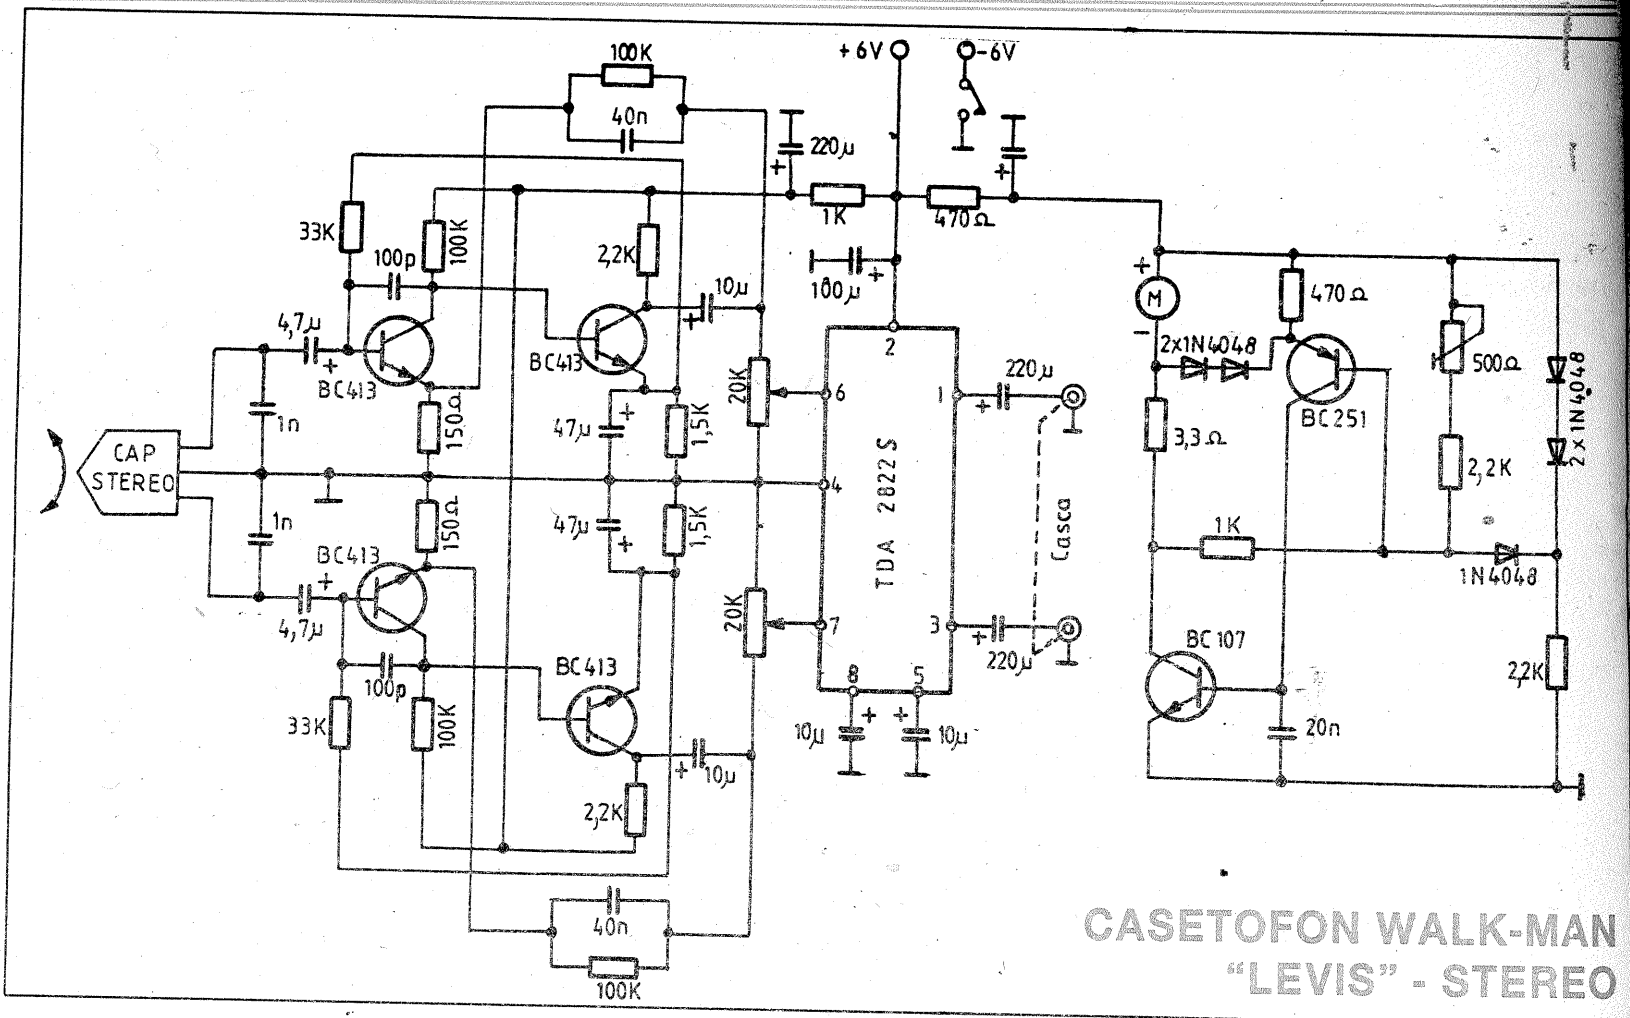 100K
+6V
-6V
40n
220µ
33K
100K
1K
470Ω
100p
2,2K
10µ
100µ
M
470Ω
4,7µ
BC413
BC413
2
2x1N4048
500Ω
2x1N4048
20K
6
1
220µ
BC251
1n
150Ω
47µ
1,5K
3,3Ω
CAP
STEREO
4
TDA 2822S
2,2K
1n
150Ω
47µ
1,5K
Casca
1K
BC413
1N4048
4,7µ
20K
7
3
220µ
BC107
100p
BC413
8
5
2,2K
33K
100K
10µ
10µ
20n
10µ
2,2K
40n
100K
CASETOFON WALK-MAN
“LEVIS” - STEREO